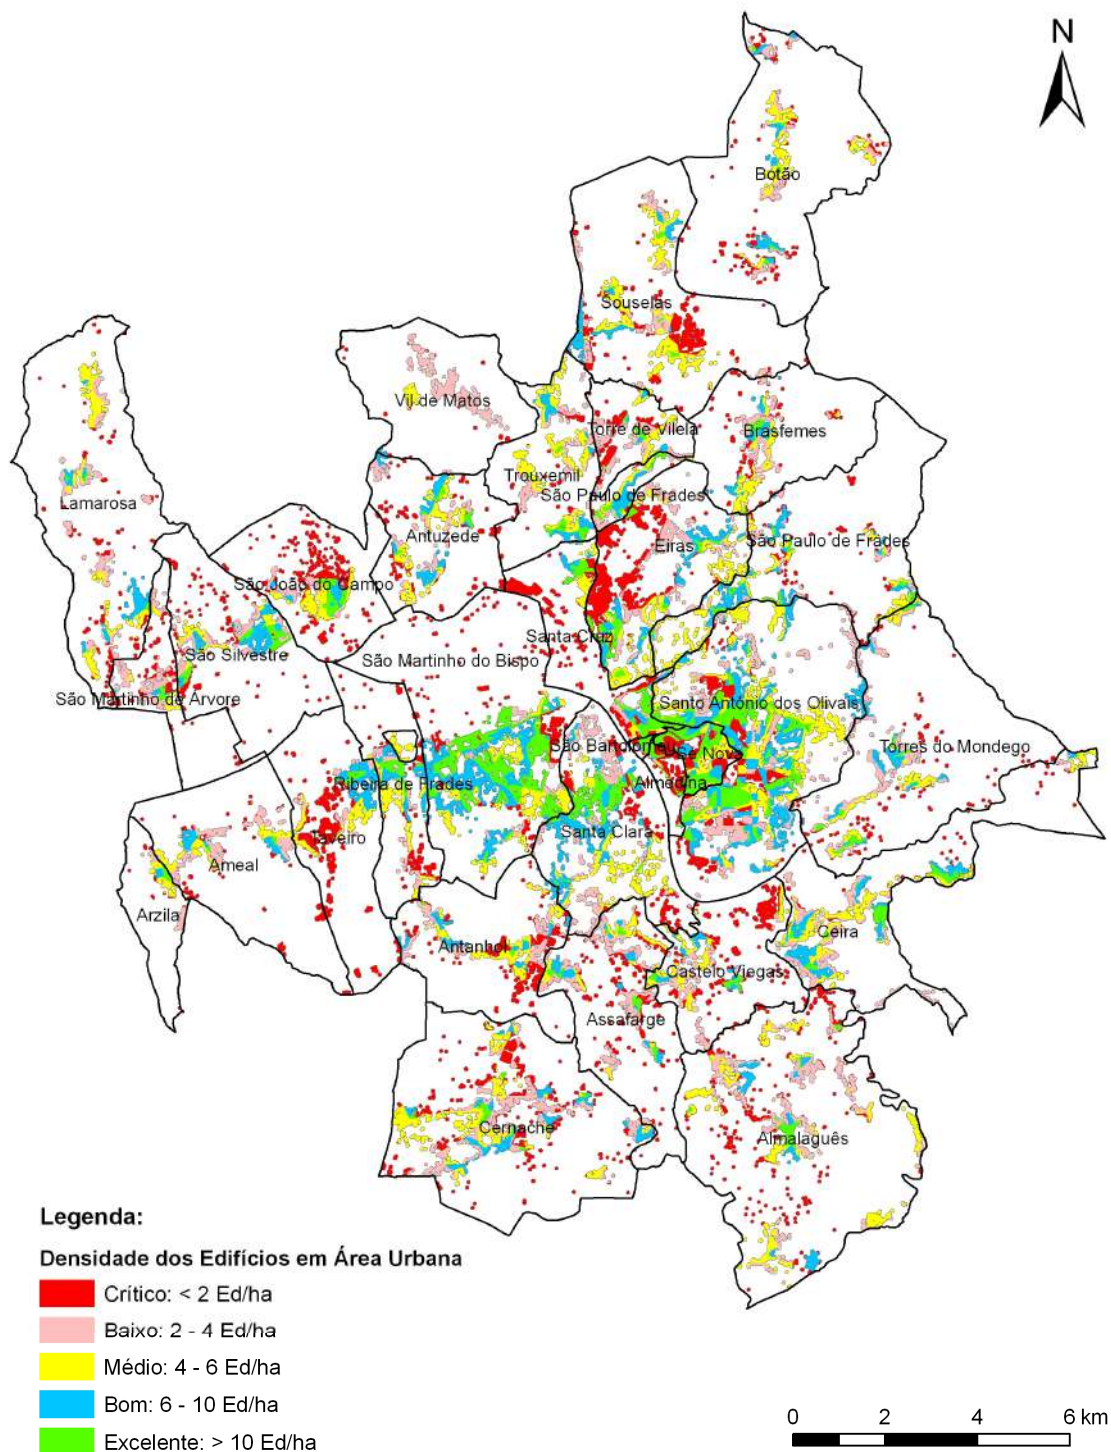 N
Botão
Souselas
Vil de Matos
Torre de Vilela
Brasfemes
Trouxemil
São Paulo de Frades
Lamarosa
Antuzede
Eiras
São Paulo de Frades
São João do Campo
Santa Cruz
São Silvestre
São Martinho do Bispo
São Martinho de Árvore
Santo António dos Olivais
São Bartolomeu
Sé Nova
Torres do Mondego
Ribeira de Frades
Almedina
Taveiro
Santa Clara
Ameal
Arzila
Antanhol
Ceira
Castelo Viegas
Assafarge
Cernache
Almalaguês
Legenda:
Densidade dos Edifícios em Área Urbana
Crítico: < 2 Ed/ha
Baixo: 2 - 4 Ed/ha
Médio: 4 - 6 Ed/ha
Bom: 6 - 10 Ed/ha
Excelente: > 10 Ed/ha
0 2 4 6 km